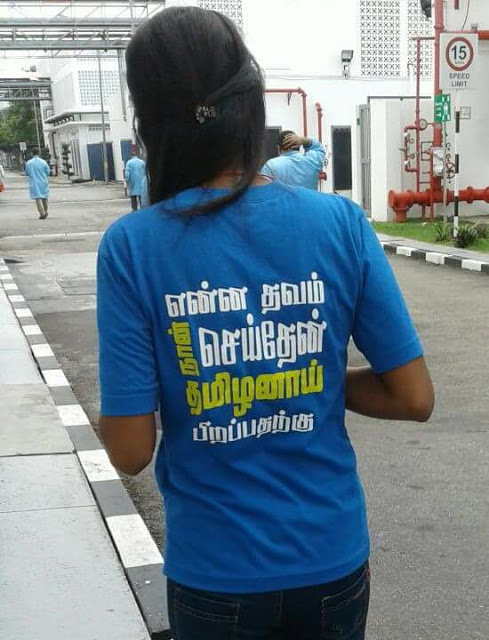 என்ன தவம்
நான் செய்தேன்
தமிழனாய்
பிறப்பதற்கு
15
SPEED
LIMIT